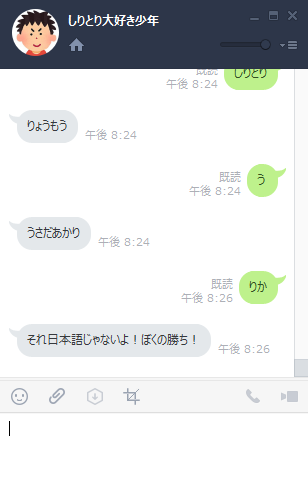 しりとり大好き少年
既読
午後 8:24
しりとり
りょうもう
午後 8:24
既読
午後 8:24
う
うさだあかり
午後 8:24
既読
午後 8:26
りか
それ日本語じゃないよ！ぼくの勝ち！
午後 8:26